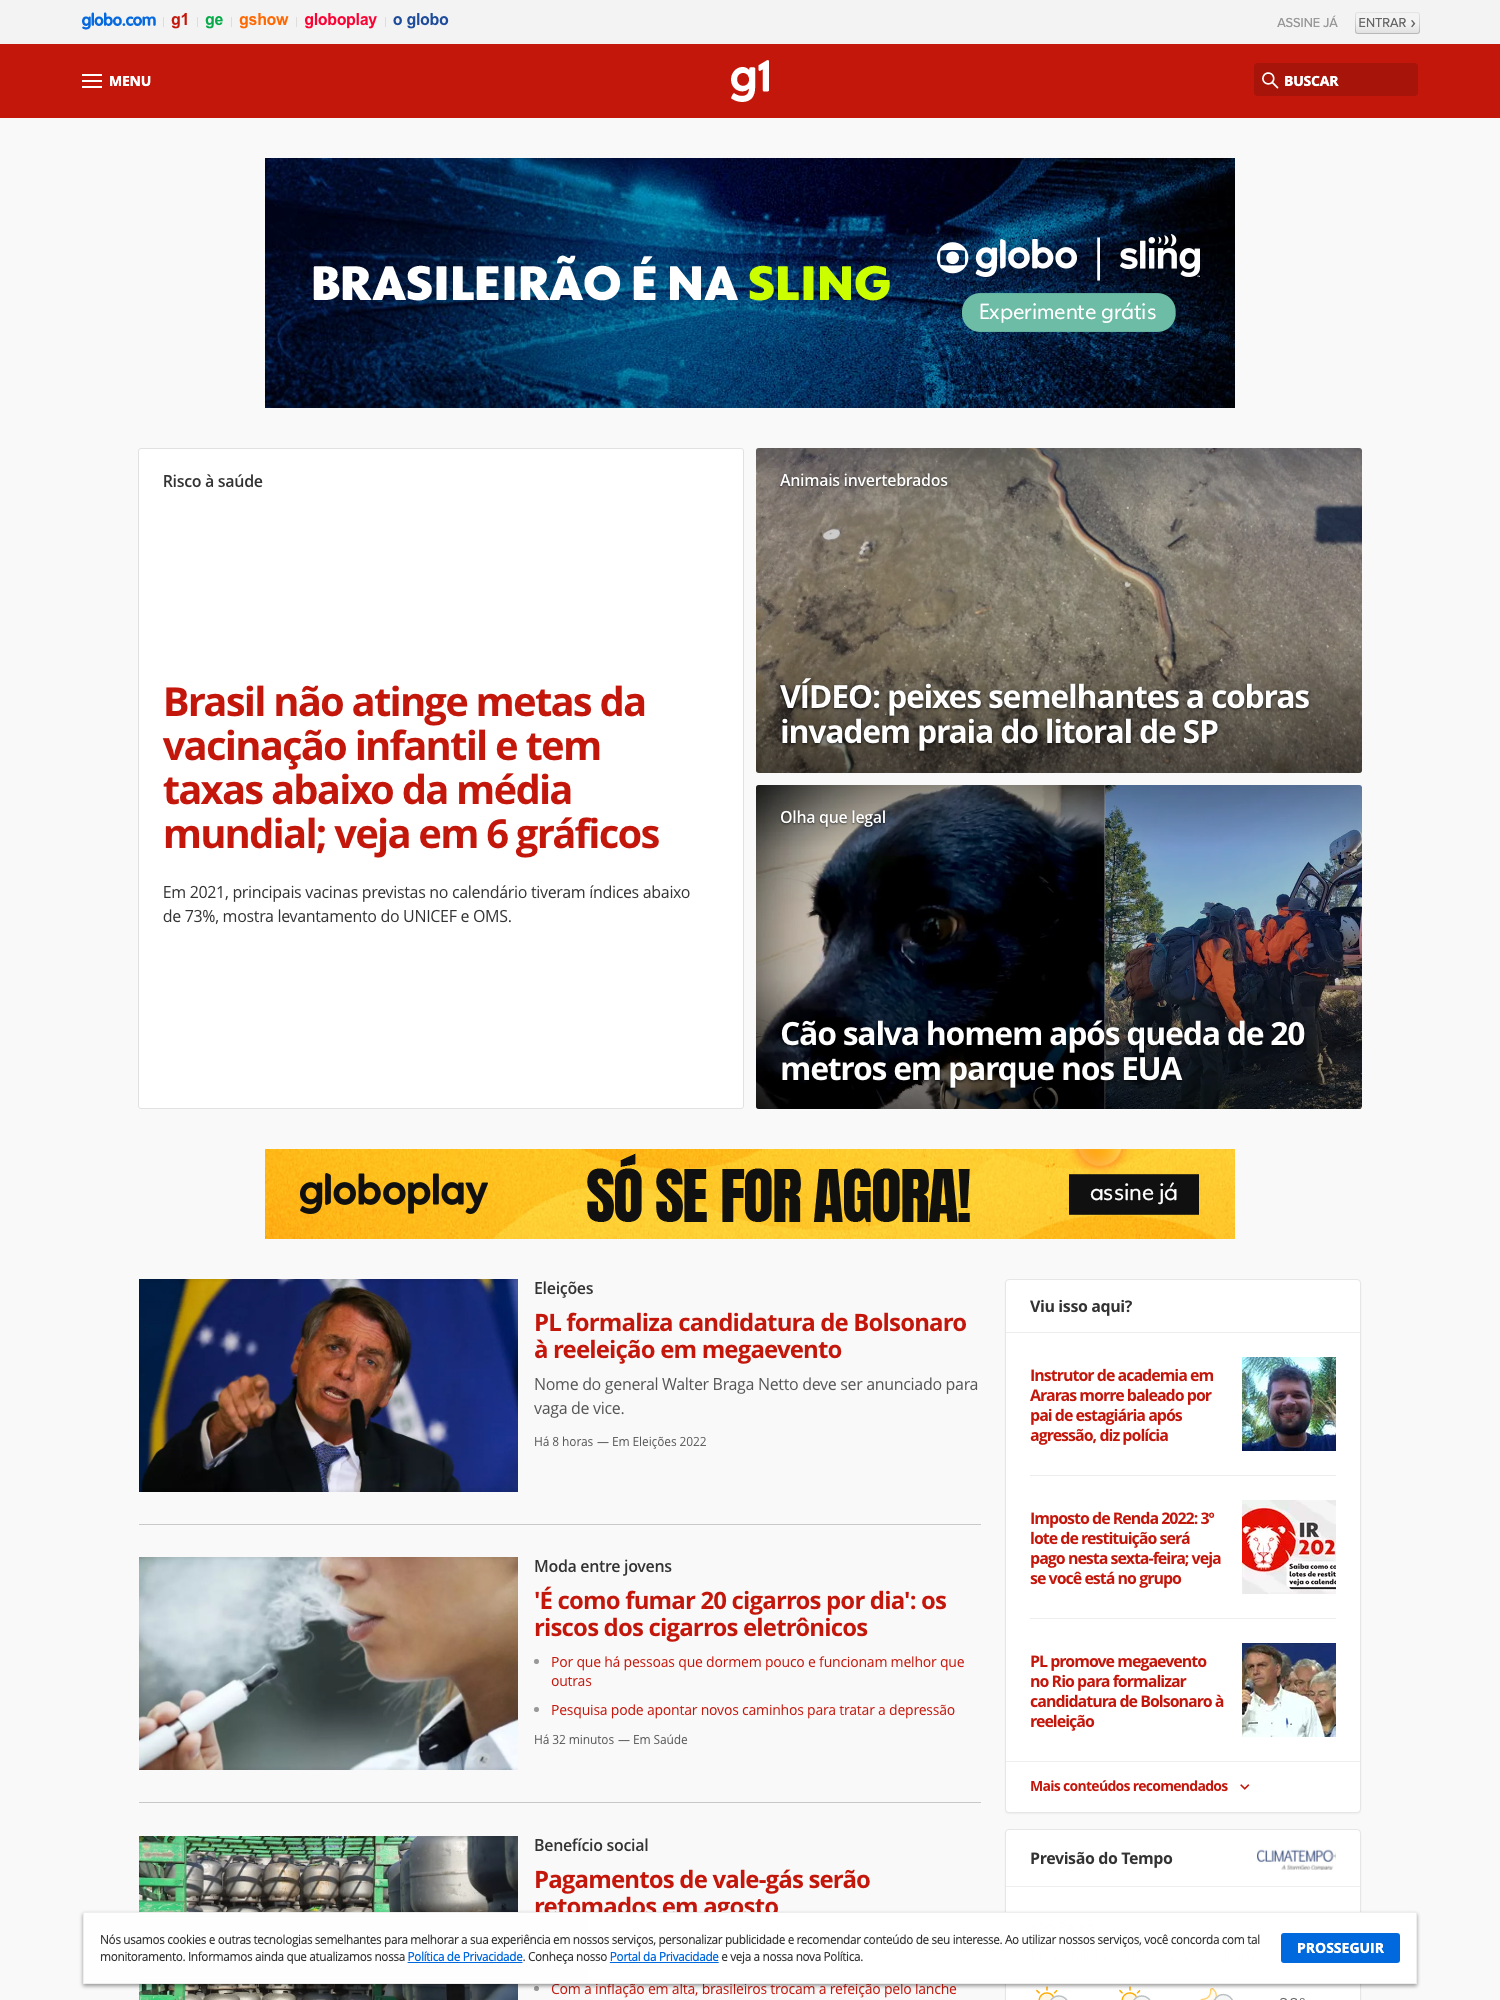 globo.com
g1
ge
gshow
globoplay
o globo
ASSINE JÁ
ENTRAR ›
MENU
g1
BUSCAR
BRASILEIRÃO É NA SLING
globo | sling
Experimente grátis
Risco à saúde
Brasil não atinge metas da
vacinação infantil e tem
taxas abaixo da média
mundial; veja em 6 gráficos
Em 2021, principais vacinas previstas no calendário tiveram índices abaixo
de 73%, mostra levantamento do UNICEF e OMS.
Animais invertebrados
VÍDEO: peixes semelhantes a cobras
invadem praia do litoral de SP
Olha que legal
Cão salva homem após queda de 20
metros em parque nos EUA
globoplay
SÓ SE FOR AGORA!
assine já
Eleições
PL formaliza candidatura de Bolsonaro
à reeleição em megaevento
Nome do general Walter Braga Netto deve ser anunciado para
vaga de vice.
Há 8 horas — Em Eleições 2022
Moda entre jovens
'É como fumar 20 cigarros por dia': os
riscos dos cigarros eletrônicos
Por que há pessoas que dormem pouco e funcionam melhor que
outras
Pesquisa pode apontar novos caminhos para tratar a depressão
Há 32 minutos — Em Saúde
Benefício social
Pagamentos de vale-gás serão
retomados em agosto
Com a inflação em alta, brasileiros trocam a refeição pelo lanche
Viu isso aqui?
Instrutor de academia em
Araras morre baleado por
pai de estagiária após
agressão, diz polícia
Imposto de Renda 2022: 3º
lote de restituição será
pago nesta sexta-feira; veja
se você está no grupo
IR
202
Saiba como co
lotes de restit
veja o calenda
PL promove megaevento
no Rio para formalizar
candidatura de Bolsonaro à
reeleição
Mais conteúdos recomendados
Previsão do Tempo
CLIMATEMPO
A StormGeo Company
Nós usamos cookies e outras tecnologias semelhantes para melhorar a sua experiência em nossos serviços, personalizar publicidade e recomendar conteúdo de seu interesse. Ao utilizar nossos serviços, você concorda com tal
monitoramento. Informamos ainda que atualizamos nossa Política de Privacidade. Conheça nosso Portal da Privacidade e veja a nossa nova Política.
PROSSEGUIR